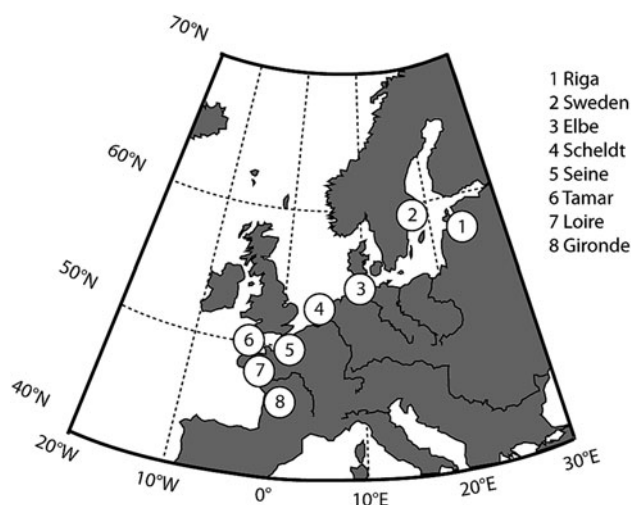 70°N
60°N
50°N
40°N
20°W
10°W
0°
10°E
20°E
30°E
1
2
3
4
5
6
7
8
1 Riga
2 Sweden
3 Elbe
4 Scheldt
5 Seine
6 Tamar
7 Loire
8 Gironde